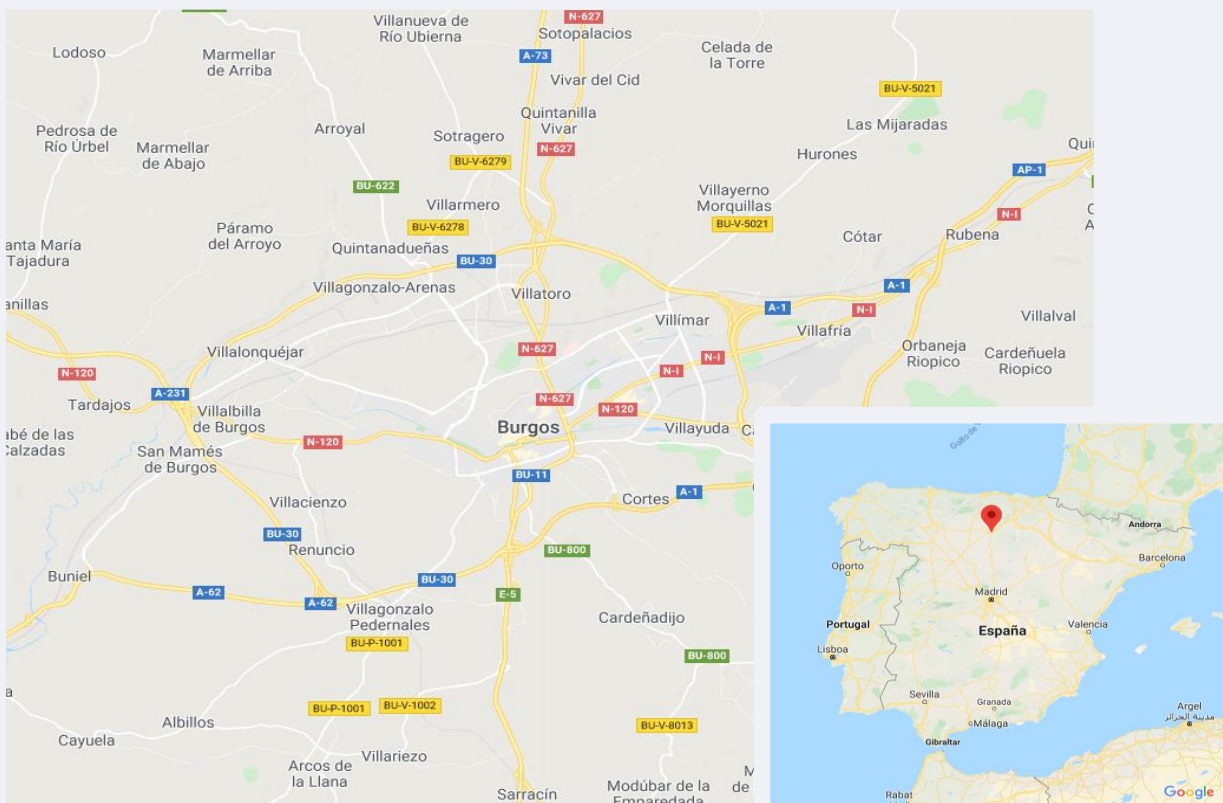 Villanueva de
Río Ubierna
N-627
Sotopalacios
Lodoso
Marmellar
de Arriba
A-73
Celada de
la Torre
Vivar del Cid
BU-V-5021
Quintanilla
Vivar
Pedrosa de
Río Úrbel
Arroyal
Sotragero
Las Mijaradas
Marmellar
de Abajo
N-627
Hurones
BU-V-6279
AP-1
BU-622
Villayerno
Morquillas
Villarmero
N-I
BU-V-5021
Páramo
del Arroyo
BU-V-6278
Cótar
Rubena
Quintanadueñas
anta María
Tajadura
BU-30
Villagonzalo-Arenas
Villatoro
A-1
anillas
A-1
N-I
Villímar
Villafría
Villalval
Villalonquéjar
N-627
N-I
N-I
Orbaneja
Riopico
Cardeñuela
Riopico
N-120
A-231
Tardajos
Villalbilla
de Burgos
N-627
N-120
Burgos
Villayuda
abé de las
Calzadas
N-120
San Mamés
de Burgos
BU-11
A-1
Villacienzo
Cortes
BU-30
Renuncio
BU-800
Buniel
BU-30
A-62
A-62
E-5
Villagonzalo
Pedernales
Cardeñadijo
BU-P-1001
BU-800
BU-P-1001
BU-V-1002
Albillos
BU-V-8013
Cayuela
Villariezo
Arcos de
la Llana
Sarracín
Modúbar de la
Emparedada
Golfo de
Andorra
Oporto
Barcelona
Madrid
Portugal
España
Valencia
Lisboa
Sevilla
Granada
Málaga
Argel
مدينة الجزائر
Gibraltar
Rabat
Google